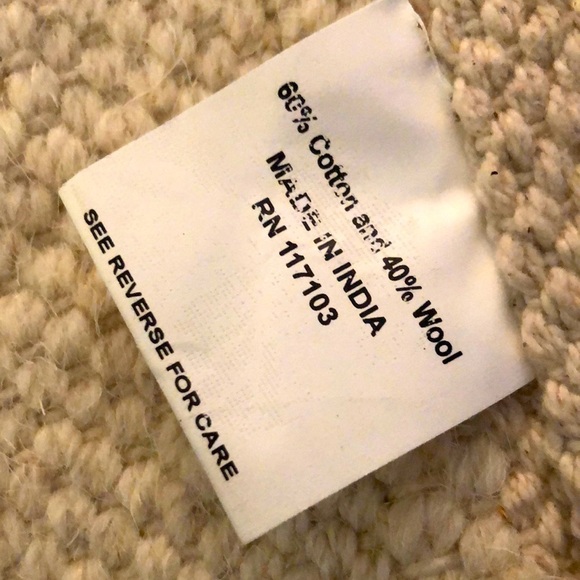 60% Cotton and 40% Wool
MADE IN INDIA
RN 117103
SEE REVERSE FOR CARE